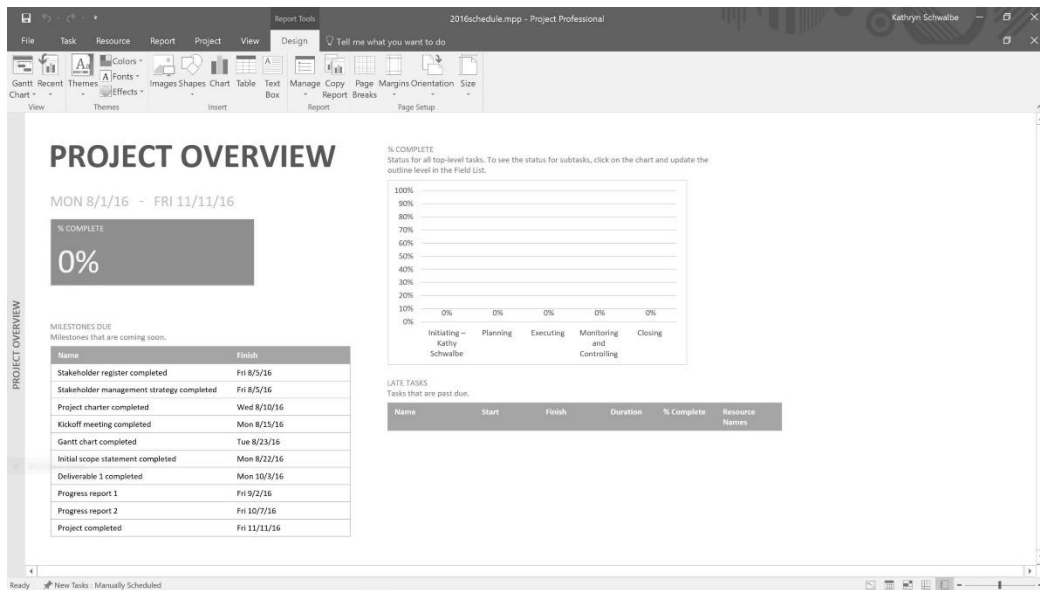 Report Tools
2016schedule.mpp - Project Professional
Kathryn Schwalbe
File Task Resource Report Project View Design Tell me what you want to do
Gantt Chart
Recent
Themes
Colors
Fonts
Effects
Images
Shapes
Chart
Table
Text Box
Manage
Copy Report
Page Breaks
Margins
Orientation
Size
View Themes Insert Report Page Setup
PROJECT OVERVIEW
PROJECT OVERVIEW
MON 8/1/16 - FRI 11/11/16
% COMPLETE
0%
MILESTONES DUE
Milestones that are coming soon.
Name Finish
Stakeholder register completed Fri 8/5/16
Stakeholder management strategy completed Fri 8/5/16
Project charter completed Wed 8/10/16
Kickoff meeting completed Mon 8/15/16
Gantt chart completed Tue 8/23/16
Initial scope statement completed Mon 8/22/16
Deliverable 1 completed Mon 10/3/16
Progress report 1 Fri 9/2/16
Progress report 2 Fri 10/7/16
Project completed Fri 11/11/16
% COMPLETE
Status for all top-level tasks. To see the status for subtasks, click on the chart and update the
outline level in the Field List.
100%
90%
80%
70%
60%
50%
40%
30%
20%
10%
0%
0% 0% 0% 0% 0%
Initiating – Kathy Schwalbe
Planning
Executing
Monitoring and Controlling
Closing
LATE TASKS
Tasks that are past due.
Name Start Finish Duration % Complete Resource Names
Ready New Tasks : Manually Scheduled